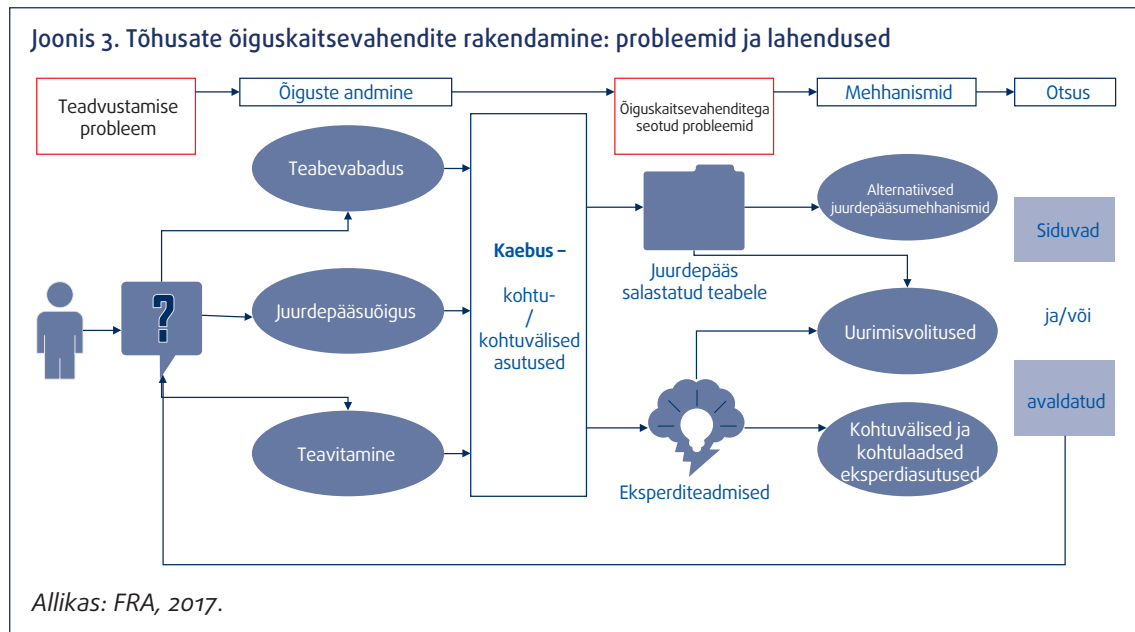 Joonis 3. Tõhusate õiguskaitsevahendite rakendamine: probleemid ja lahendused
Teadvustamise
probleem
Õiguste andmine
Õiguskaitsevahenditega
seotud probleemid
Mehhanismid
Otsus
Teabevabadus
Juurdepääsuõigus
Teavitamine
?
Kaebus –
kohtu-
/
kohtuvälised
asutused
Juurdepääs
salastatud teabele
Eksperditeadmised
Alternatiivsed
juurdepääsumehhanismid
Uurimisvolitused
Kohtuvälised ja
kohtulaadsed
eksperdiasutused
Siduvad
ja/või
avaldatud
Allikas: FRA, 2017.